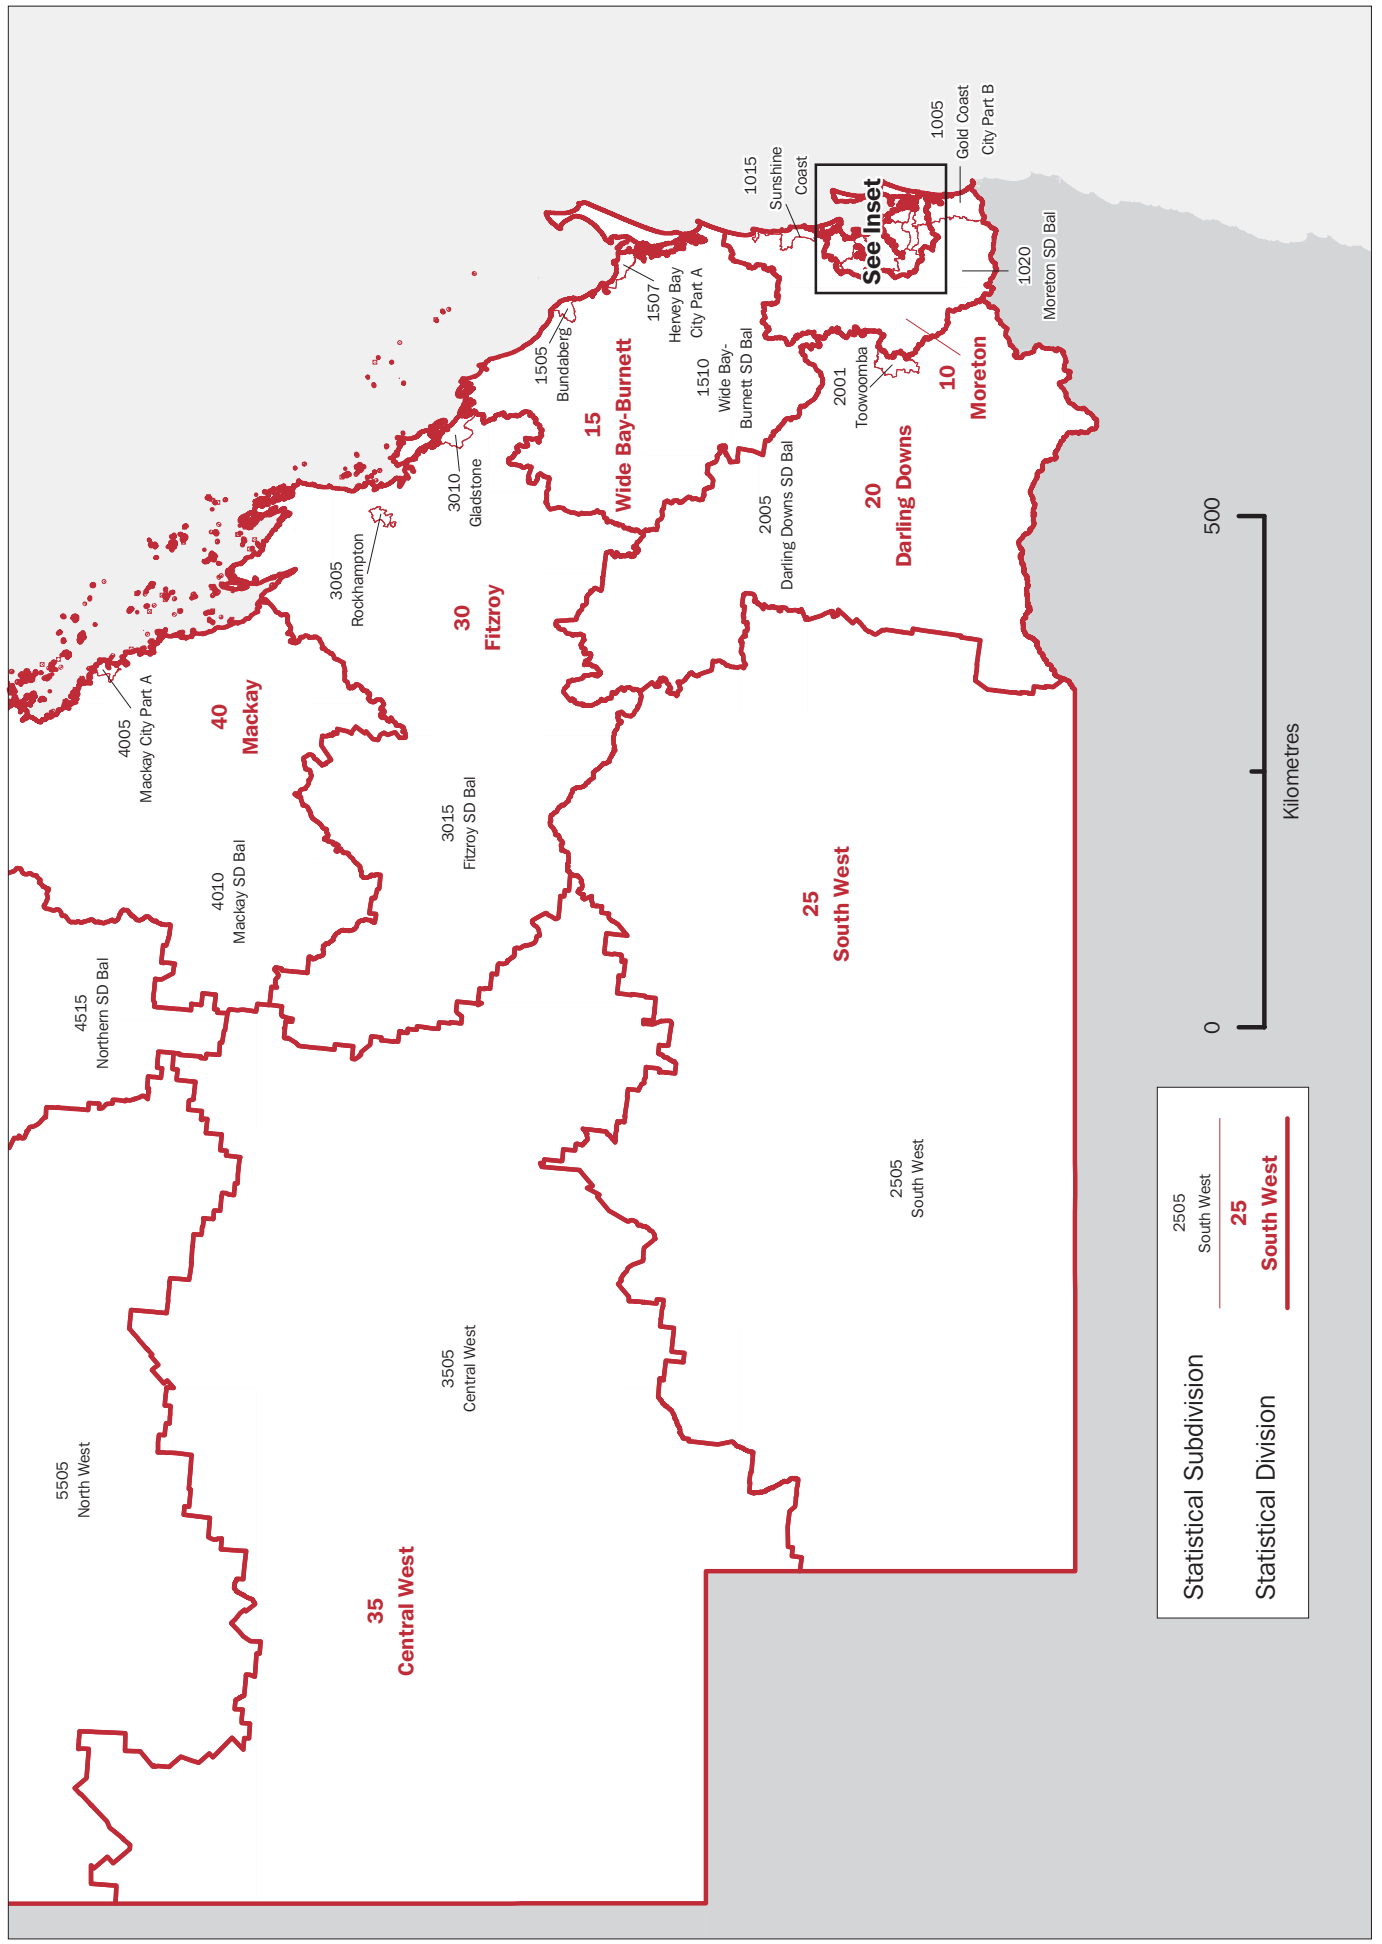 5505
North West
4515
Northern SD Bal
4005
Mackay City Part A
40
Mackay
4010
Mackay SD Bal
35
Central West
3505
Central West
3015
Fitzroy SD Bal
30
Fitzroy
3005
Rockhampton
3010
Gladstone
1505
Bundaberg
15
Wide Bay-Burnett
1507
Hervey Bay
City Part A
1510
Wide Bay-
Burnett SD Bal
1015
Sunshine
Coast
See Inset
1005
Gold Coast
City Part B
1020
Moreton SD Bal
10
Moreton
2001
Toowoomba
20
Darling Downs
2005
Darling Downs SD Bal
25
South West
2505
South West
Statistical Subdivision
2505
South West
Statistical Division
25
South West
0
500
Kilometres